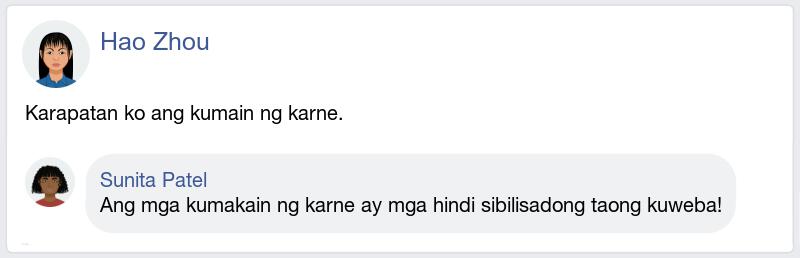 Hao Zhou
Karapatan ko ang kumain ng karne.
Sunita Patel
Ang mga kumakain ng karne ay mga hindi sibilisadong taong kuweba!